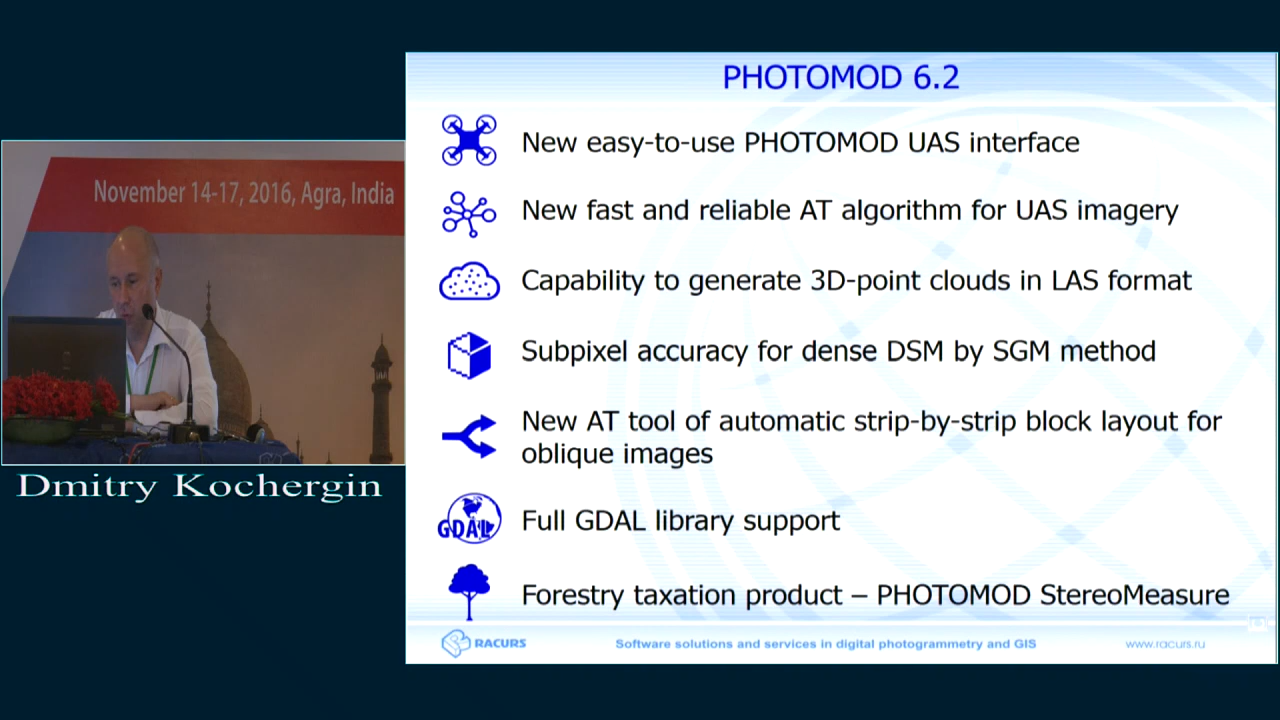 November 14-17, 2016, Agra, India
Dmitry Kochergin
PHOTOMOD 6.2
New easy-to-use PHOTOMOD UAS interface
New fast and reliable AT algorithm for UAS imagery
Capability to generate 3D-point clouds in LAS format
Subpixel accuracy for dense DSM by SGM method
New AT tool of automatic strip-by-strip block layout for
oblique images
GDAL
Full GDAL library support
Forestry taxation product – PHOTOMOD StereoMeasure
RACURS
Software solutions and services in digital photogrammetry and GIS
www.racurs.ru